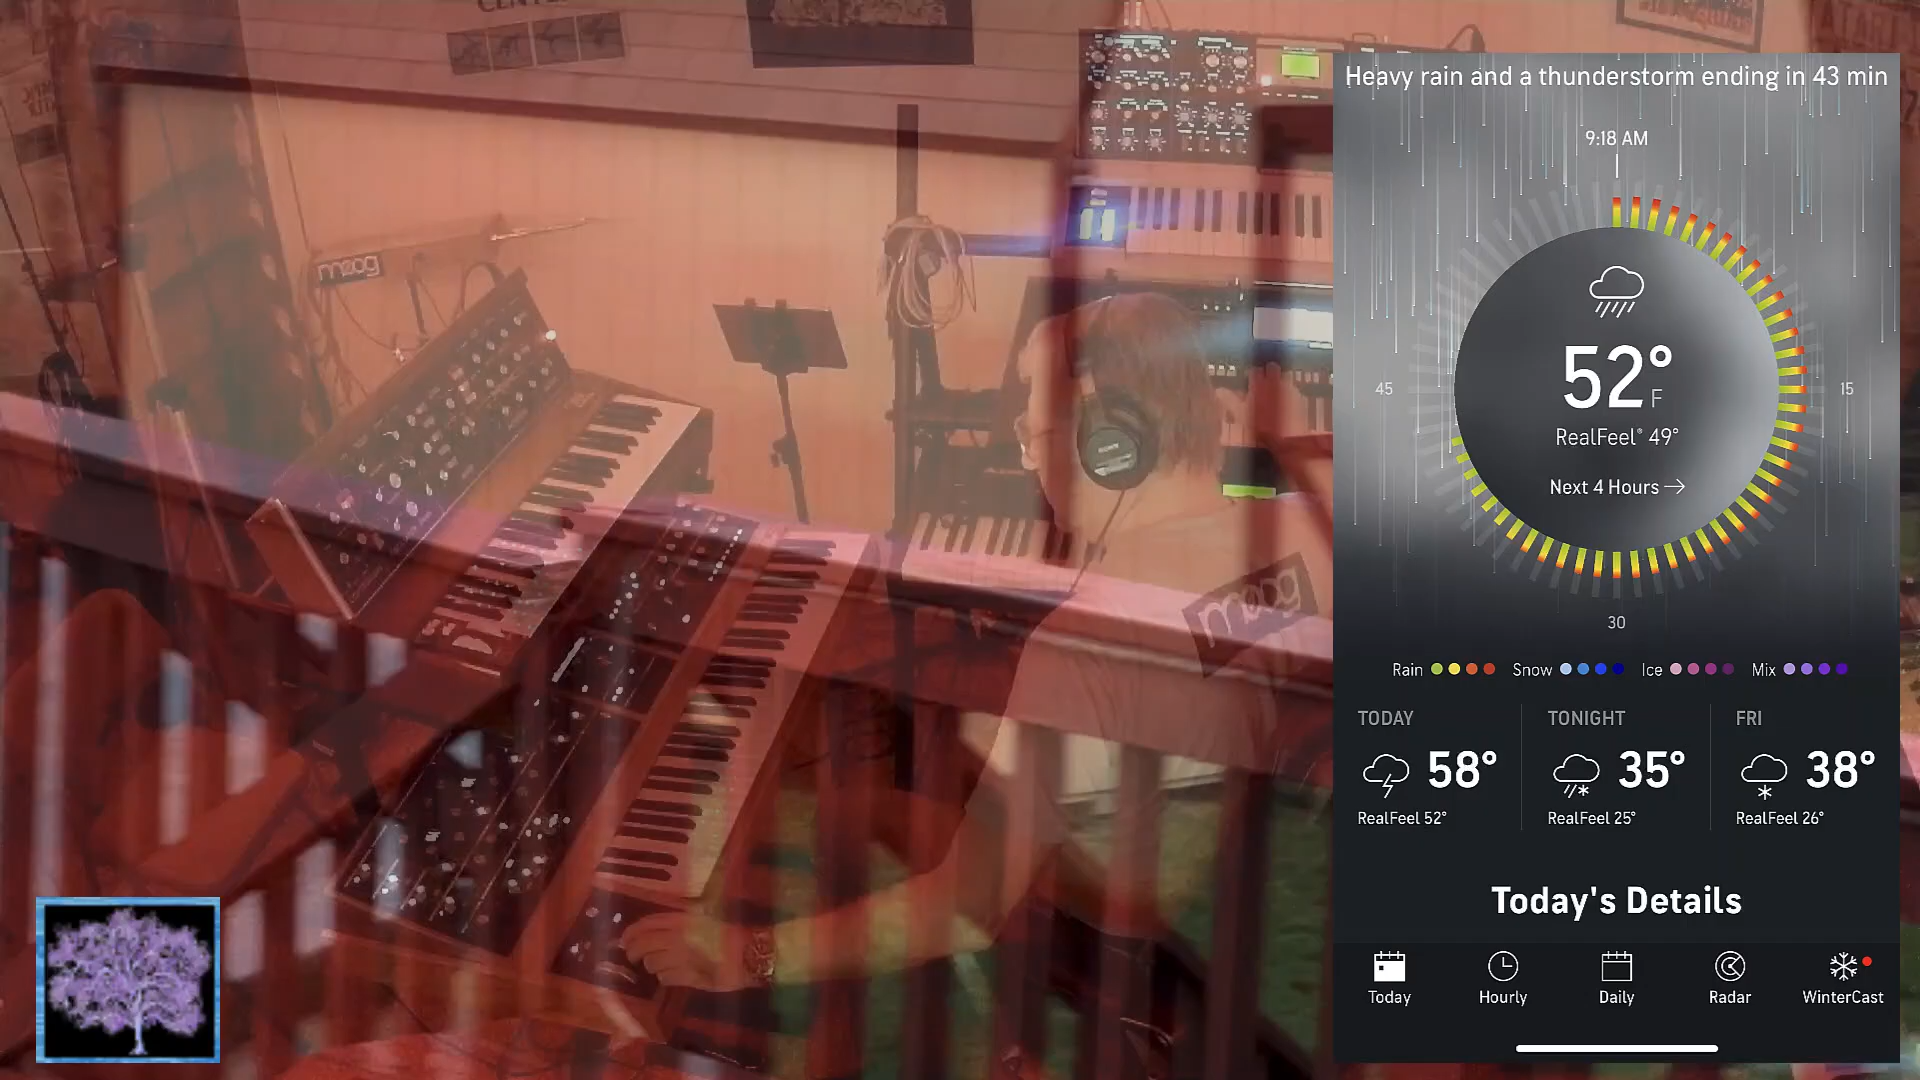 CENTER
moog
moog
Heavy rain and a thunderstorm ending in 43 min
9:18 AM
45
15
52°
F
RealFeel® 49°
Next 4 Hours
30
Rain
Snow
Ice
Mix
TODAY
58°
RealFeel 52°
TONIGHT
35°
RealFeel 25°
FRI
38°
RealFeel 26°
Today's Details
Today
Hourly
Daily
Radar
WinterCast